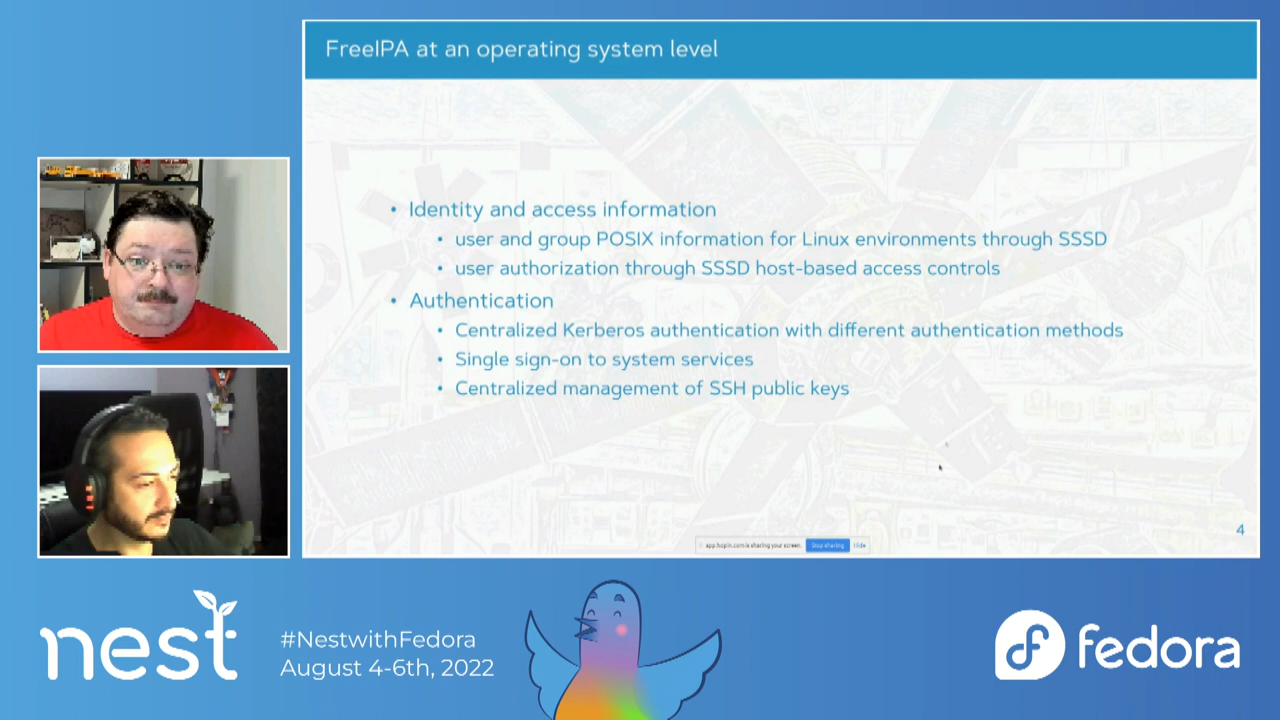 FreeIPA at an operating system level
• Identity and access information
• user and group POSIX information for Linux environments through SSSD
• user authorization through SSSD host-based access controls
• Authentication
• Centralized Kerberos authentication with different authentication methods
• Single sign-on to system services
• Centralized management of SSH public keys
4
app.hopin.com is sharing your screen. Stop sharing Hide
nest
#NestwithFedora
August 4-6th, 2022
fedora